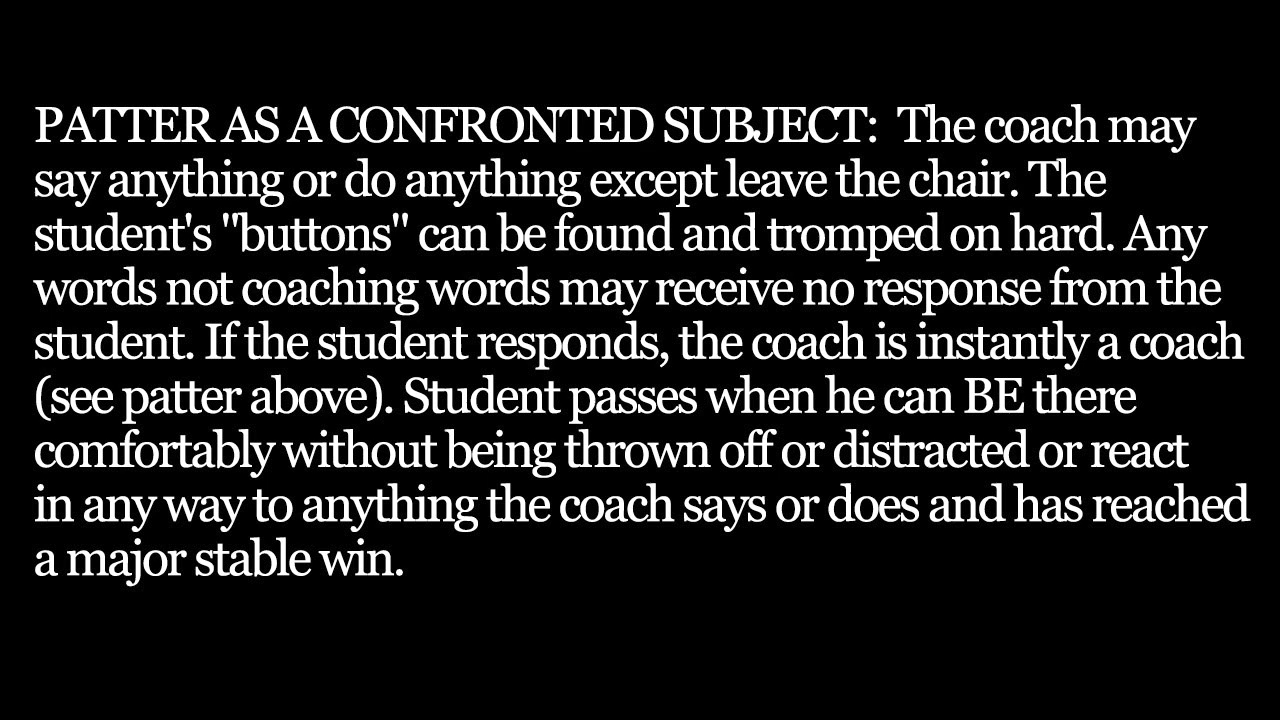 PATTER AS A CONFRONTED SUBJECT:  The coach may
say anything or do anything except leave the chair. The
student's "buttons" can be found and tromped on hard. Any
words not coaching words may receive no response from the
student. If the student responds, the coach is instantly a coach
(see patter above). Student passes when he can BE there
comfortably without being thrown off or distracted or react
in any way to anything the coach says or does and has reached
a major stable win.